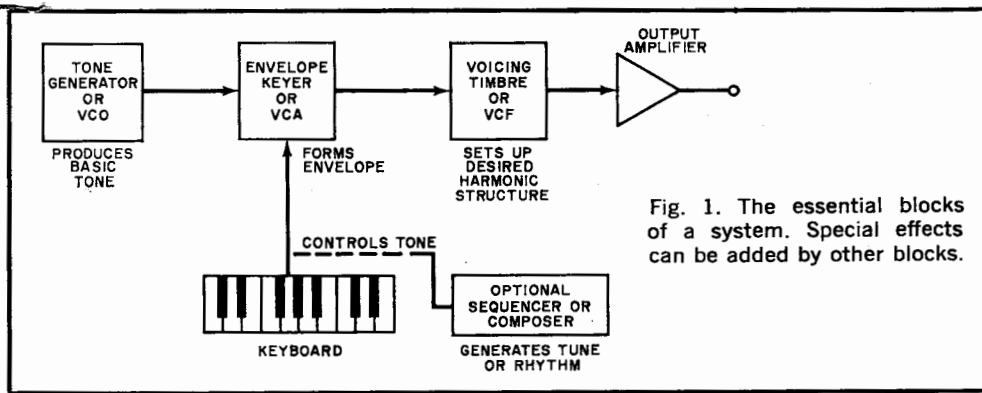 TONE
GENERATOR
OR
VCO
PRODUCES
BASIC
TONE
ENVELOPE
KEYER
OR
VCA
FORMS
ENVELOPE
VOICING
TIMBRE
OR
VCF
SETS UP
DESIRED
HARMONIC
STRUCTURE
OUTPUT
AMPLIFIER
CONTROLS TONE
KEYBOARD
OPTIONAL
SEQUENCER OR
COMPOSER
GENERATES TUNE
OR RHYTHM
Fig. 1. The essential blocks
of a system. Special effects
can be added by other blocks.